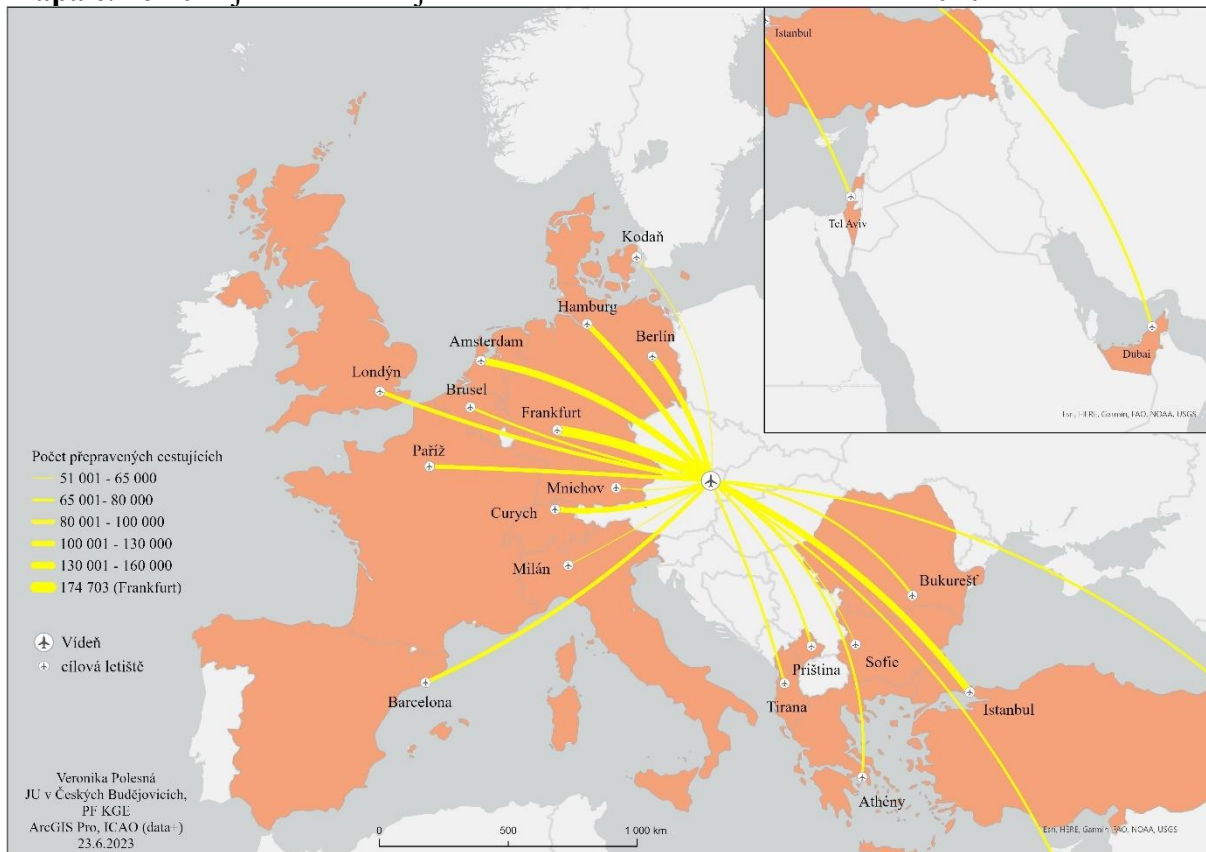 Istanbul
Tel Aviv
Dubai
Esri, HERE, Garmin, FAO, NOAA, USGS
Kodaň
Hamburg
Berlín
Amsterdam
Londýn
Brusel
Frankfurt
Paříž
Mnichov
Curych
Milán
Barcelona
Bukurešť
Sofie
Priština
Tirana
Istanbul
Athény
Počet přepravených cestujících
51 001 - 65 000
65 001- 80 000
80 001 - 100 000
100 001 - 130 000
130 001 - 160 000
174 703 (Frankfurt)
Vídeň
cílová letiště
Veronika Polesná
JU v Českých Budějovicích,
PF KGE
ArcGIS Pro, ICAO (data+)
23.6.2023
0 500 1 000 km
Esri, HERE, Garmin, FAO, NOAA, USGS